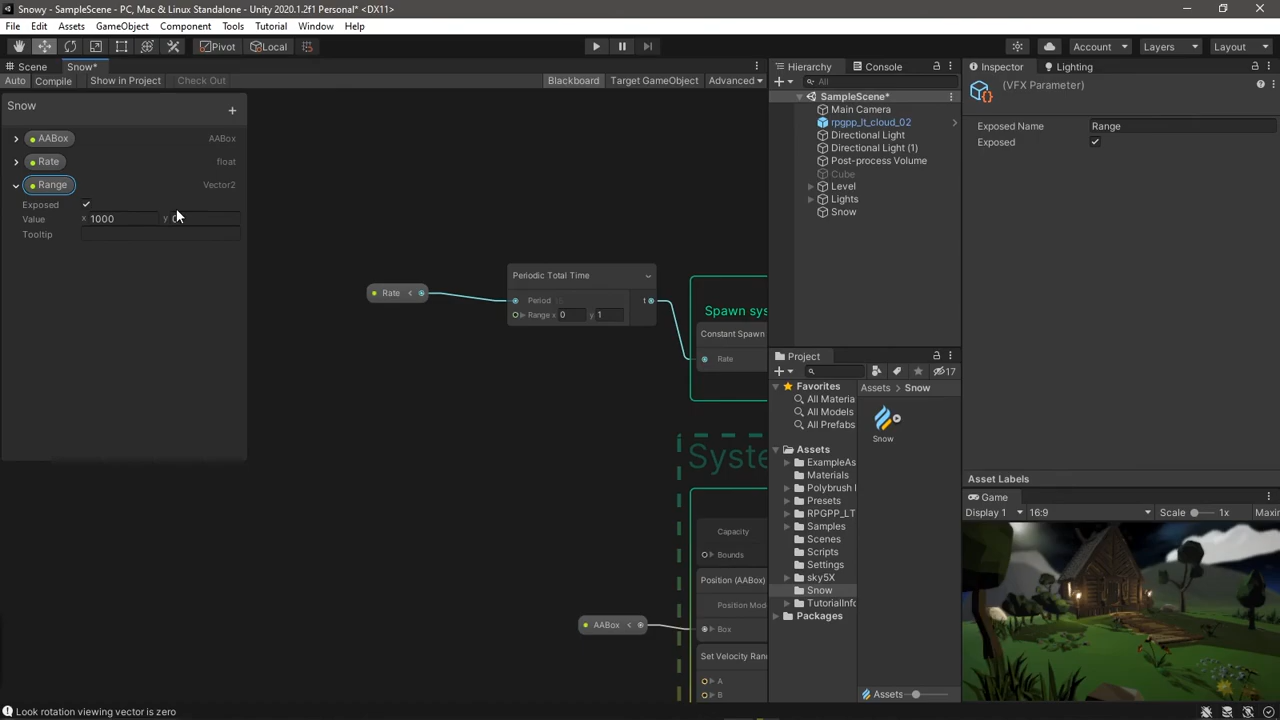 Snowy - SampleScene - PC, Mac & Linux Standalone - Unity 2020.1.2f1 Personal* <DX11>
File Edit Assets GameObject Component Tools Tutorial Window Help
Pivot Local Account Layers Layout
Scene Snow*
Auto Compile Show in Project Check Out Blackboard Target GameObject Advanced
Snow +
AABox AABox
Rate float
Range Vector2
Exposed
Value x 1000 y
Tooltip
Rate
Periodic Total Time
Period
Range x 0 y 1
t
Spawn sys
Constant Spawn
Rate
Syste
Capacity
Bounds
Position (AABox)
Position Mod
Box
AABox
Set Velocity Ran
A
B
Hierarchy Console
All
SampleScene*
Main Camera
rpgpp_lt_cloud_02
Directional Light
Directional Light (1)
Post-process Volume
Cube
Level
Lights
Snow
Project
17
Favorites
All Materia
All Models
All Prefabs
Assets
ExampleAs
Materials
Polybrush
Presets
RPGPP_LT
Samples
Scenes
Scripts
Settings
sky5X
Snow
TutorialInfo
Packages
Assets Snow
Snow
Assets
Inspector Lighting
(VFX Parameter)
Exposed Name Range
Exposed
Asset Labels
Game
Display 1 16:9 Scale 1x Maxi
Look rotation viewing vector is zero